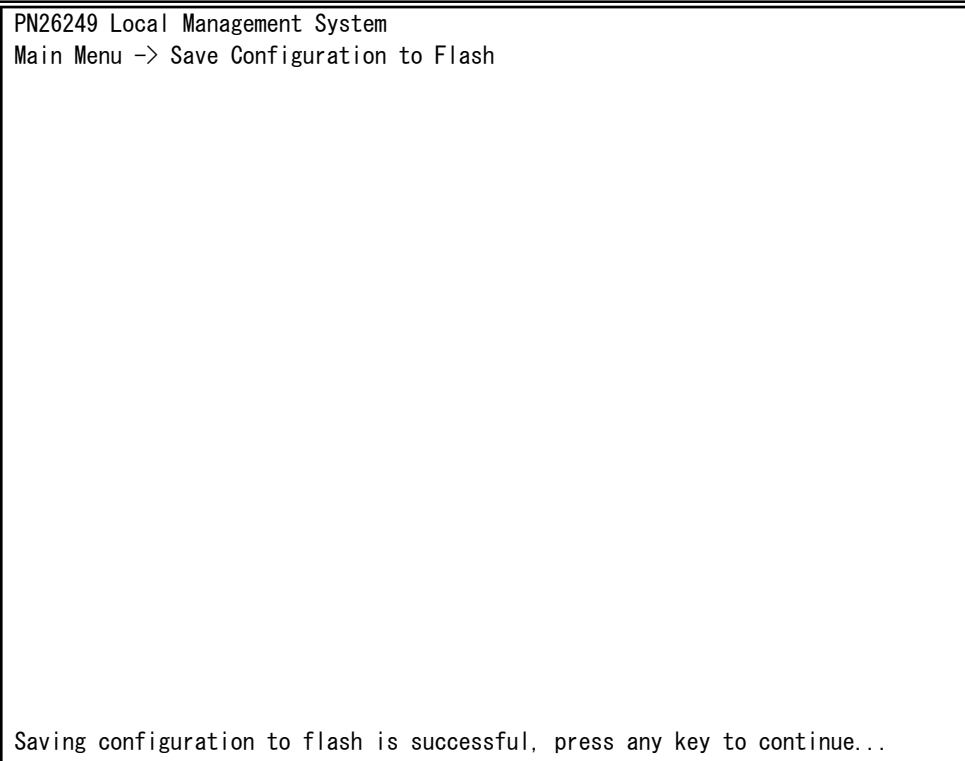 PN26249 Local Management System
Main Menu -> Save Configuration to Flash
Saving configuration to flash is successful, press any key to continue...